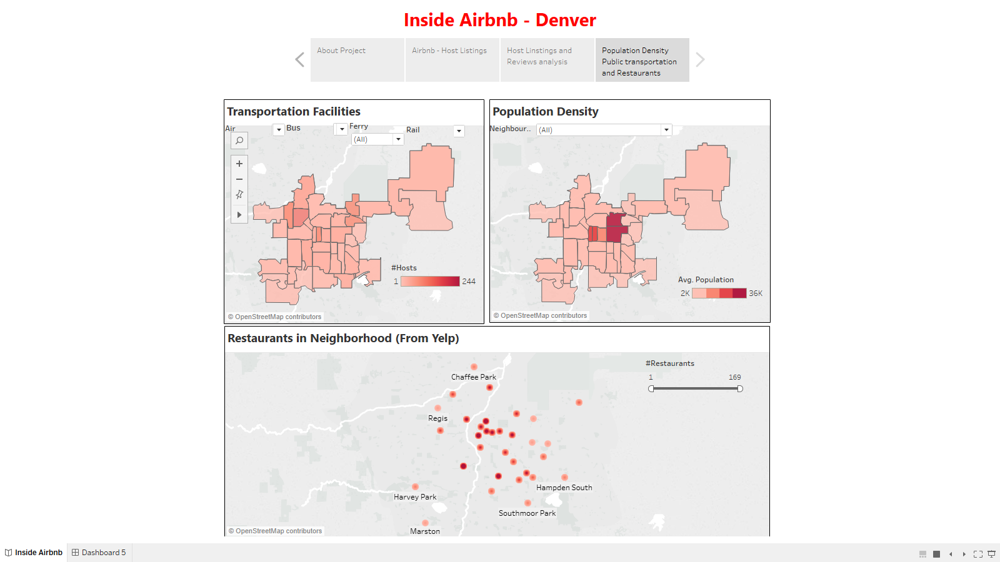 Inside Airbnb - Denver
About Project
Airbnb - Host Listings
Host Linstings and
Reviews analysis
Population Density
Public transportation
and Restaurants
Transportation Facilities
Air
Bus
Ferry
(All)
Rail
#Hosts
1
244
© OpenStreetMap contributors
Population Density
Neighbour..
(All)
Avg. Population
2K
36K
© OpenStreetMap contributors
Restaurants in Neighborhood (From Yelp)
#Restaurants
1
169
Chaffee Park
Regis
Harvey Park
Hampden South
Southmoor Park
Marston
© OpenStreetMap contributors
Inside Airbnb
Dashboard 5